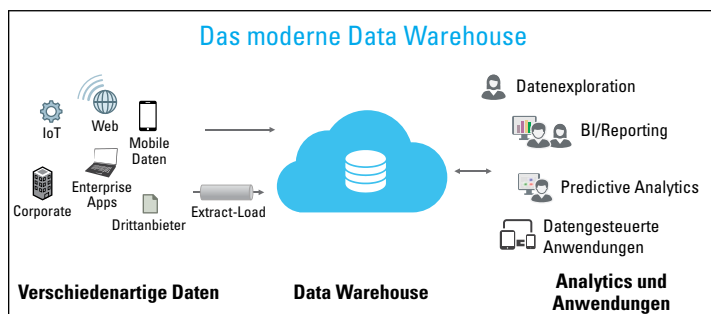 Das moderne Data Warehouse
IoT
Web
Mobile
Daten
Corporate
Enterprise
Apps
Drittanbieter
Extract-Load
Datenexploration
BI/Reporting
Predictive Analytics
Datengesteuerte
Anwendungen
Verschiedenartige Daten
Data Warehouse
Analytics und
Anwendungen